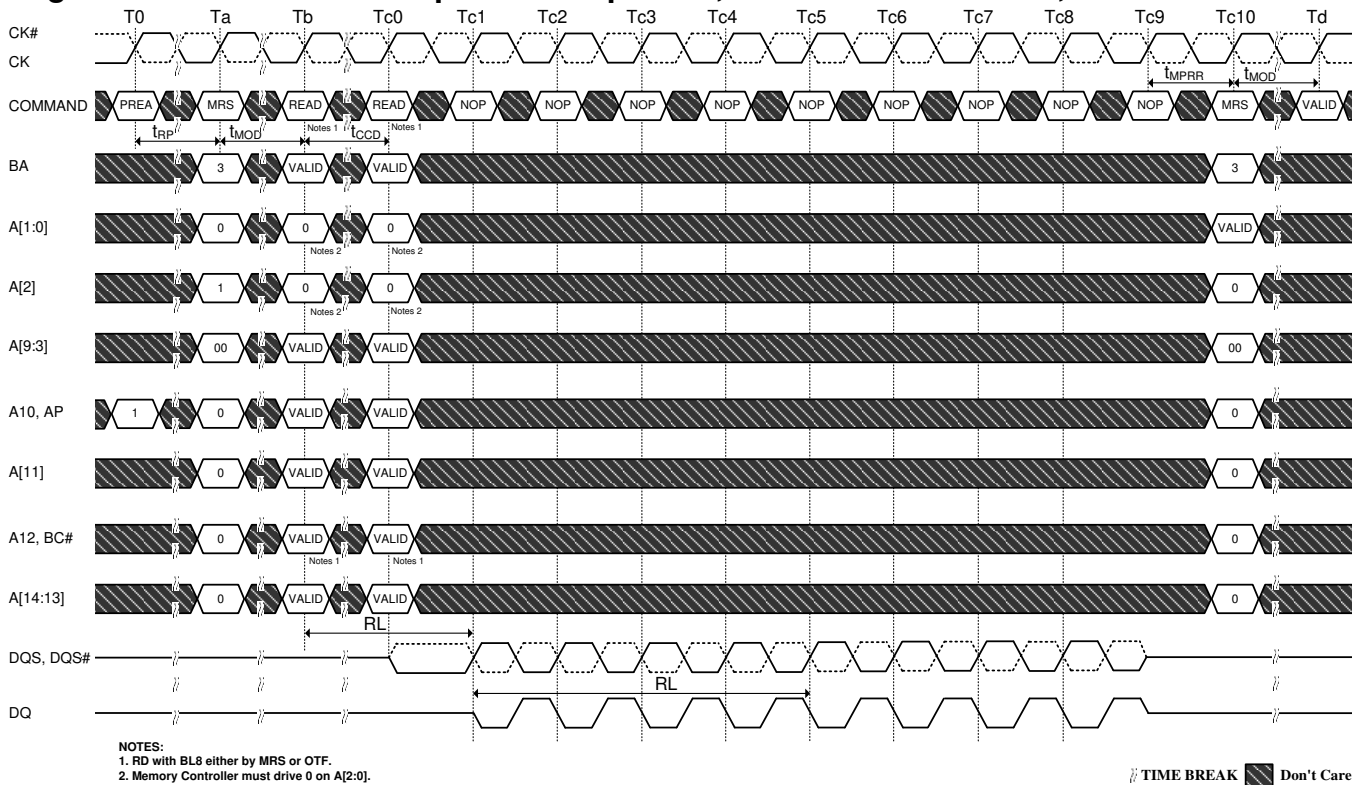 T0 Ta Tb Tc0 Tc1 Tc2 Tc3 Tc4 Tc5 Tc6 Tc7 Tc8 Tc9 Tc10 Td
CK#
CK
tMPRR tMOD
COMMAND PREA MRS READ READ NOP NOP NOP NOP NOP NOP NOP NOP NOP MRS VALID
Notes 1 Notes 1
tRP tMOD tCCD
BA 3 VALID VALID 3
A[1:0] 0 0 0 VALID
Notes 2 Notes 2
A[2] 1 0 0 0
Notes 2 Notes 2
A[9:3] 00 VALID VALID 00
A10, AP 1 0 VALID VALID 0
A[11] 0 VALID VALID 0
A12, BC# 0 VALID VALID 0
Notes 1 Notes 1
A[14:13] 0 VALID VALID 0
RL
DQS, DQS#
RL
DQ
NOTES:
1. RD with BL8 either by MRS or OTF.
2. Memory Controller must drive 0 on A[2:0].
TIME BREAK Don't Care